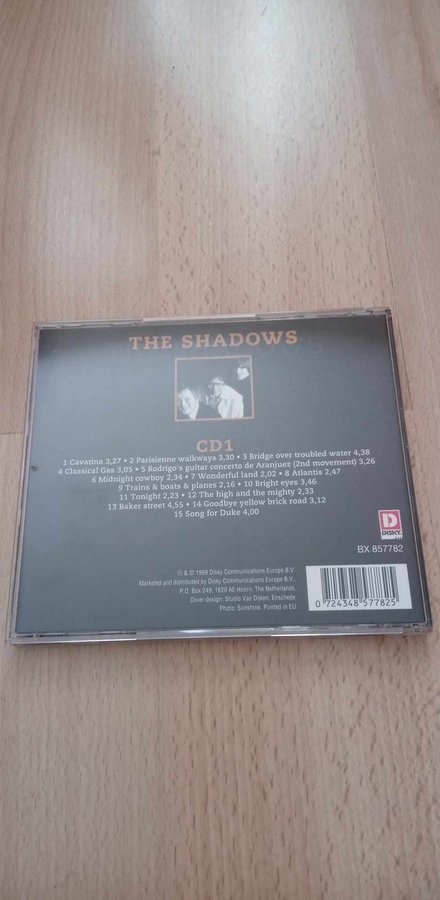 THE SHADOWS
CD1
1 Cavatina 3,27 • 2 Parisienne walkways 3,30 • 3 Bridge over troubled water 4,38
4 Classical Gas 3,05 • 5 Rodrigo's guitar concerto de Aranjuez (2nd movement) 3,26
6 Midnight cowboy 2,34 • 7 Wonderful land 2,02 • 8 Atlantis 2,47
9 Trains & boats & planes 2,16 • 10 Bright eyes 3,46
11 Tonight 2,23 • 12 The high and the mighty 2,33
13 Baker street 4,55 • 14 Goodbye yellow brick road 3,12
15 Song for Duke 4,00
D
DISKY
BX 857782
℗ & © 1999 Disky Communications Europe B.V.
Marketed and distributed by Disky Communications Europe B.V.
P.O. Box 249, 1620 AE Hoorn, The Netherlands.
Cover design: Studio Van Dijken, Enschede.
Photo: Sunshine. Printed in EU.
0 724348 577825